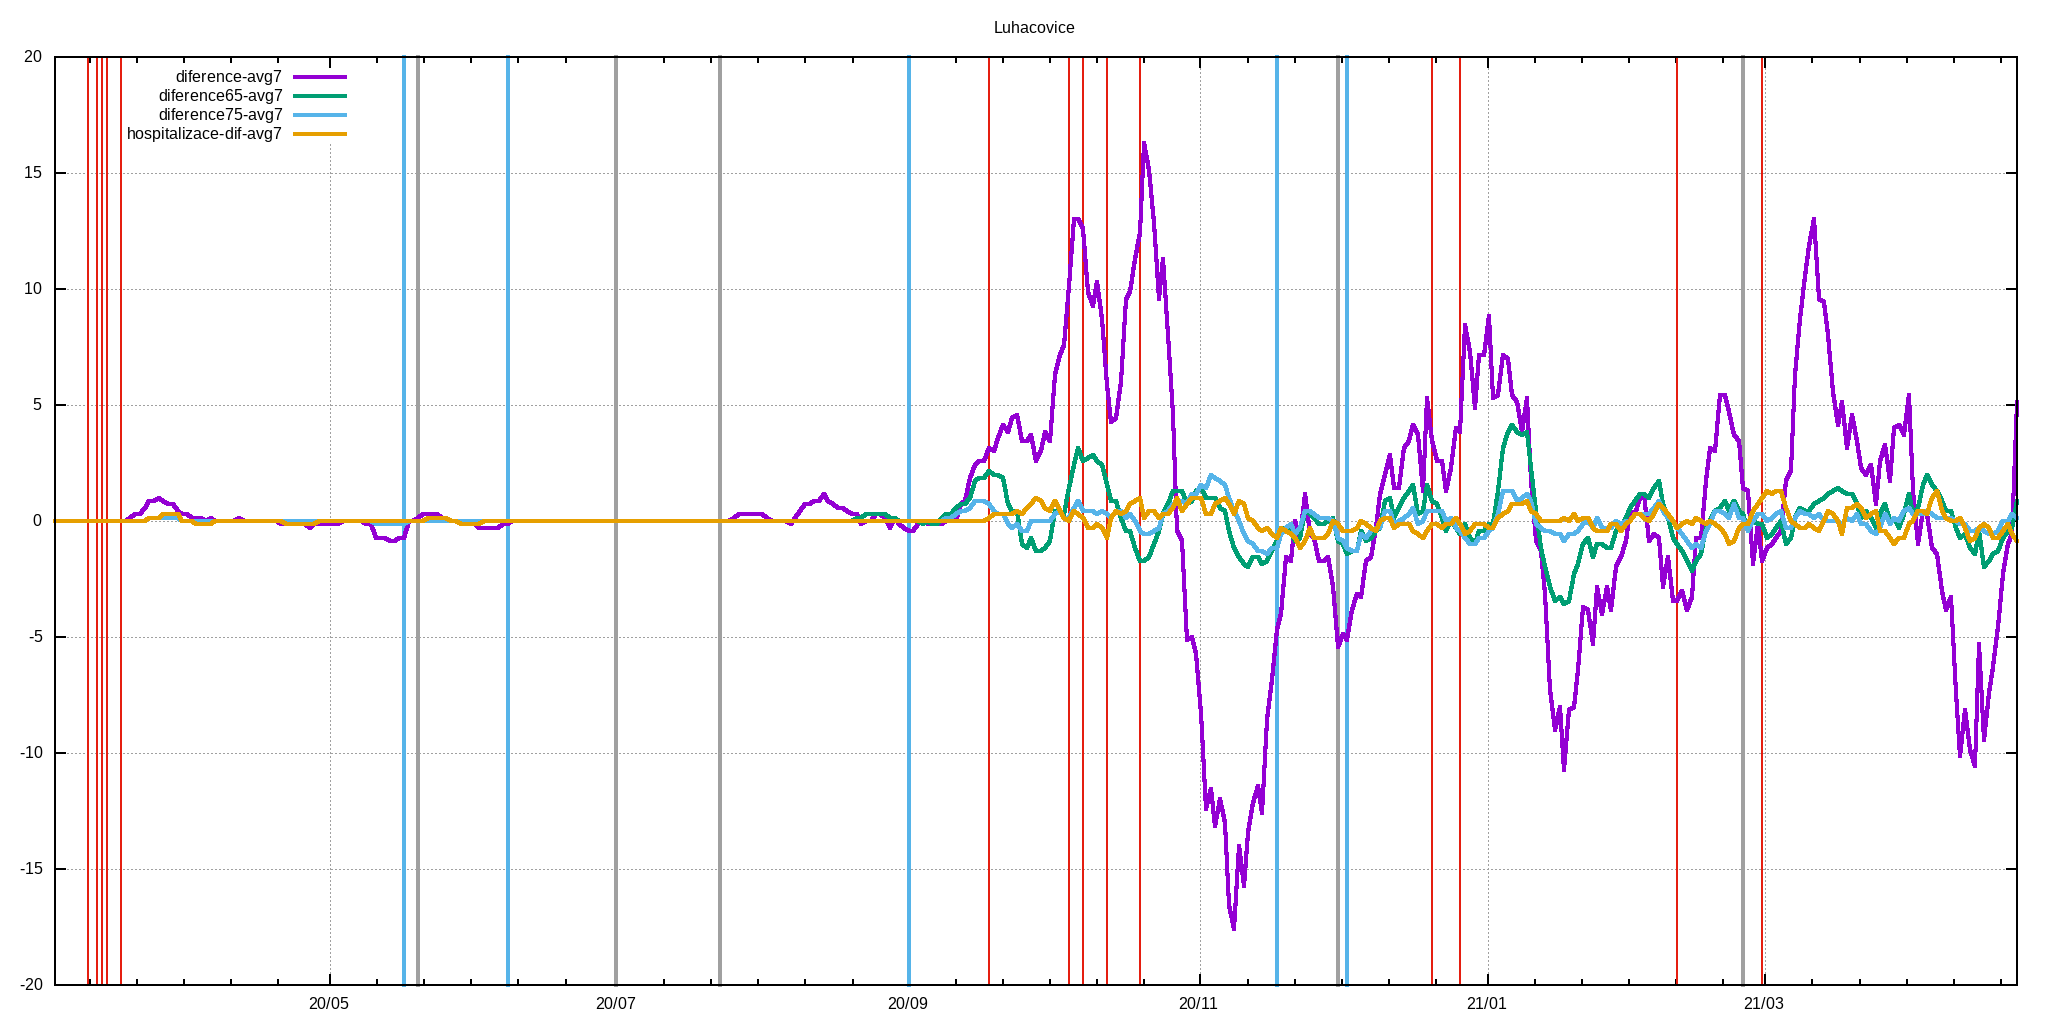 Luhacovice
20
diference-avg7
diference65-avg7
diference75-avg7
hospitalizace-dif-avg7
15
10
5
0
-5
-10
-15
-20
20/05 20/07 20/09 20/11 21/01 21/03